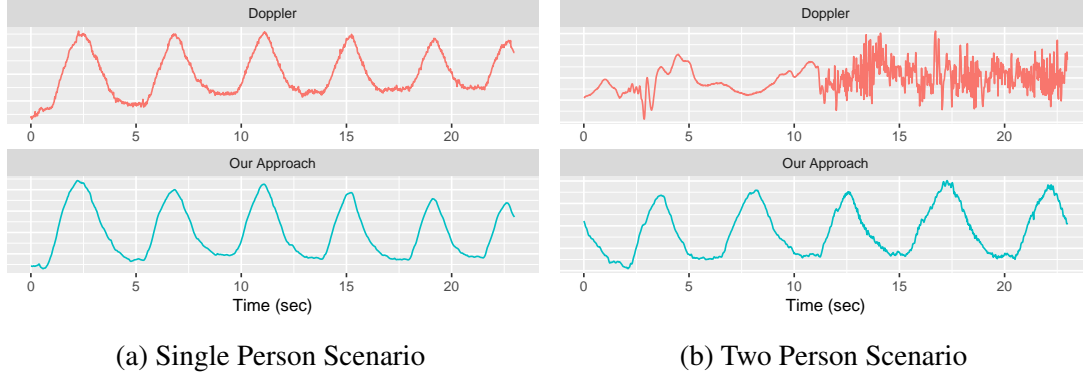 Doppler
0 5 10 15 20
Our Approach
0 5 10 15 20
Time (sec)
(a) Single Person Scenario
Doppler
0 5 10 15 20
Our Approach
0 5 10 15 20
Time (sec)
(b) Two Person Scenario